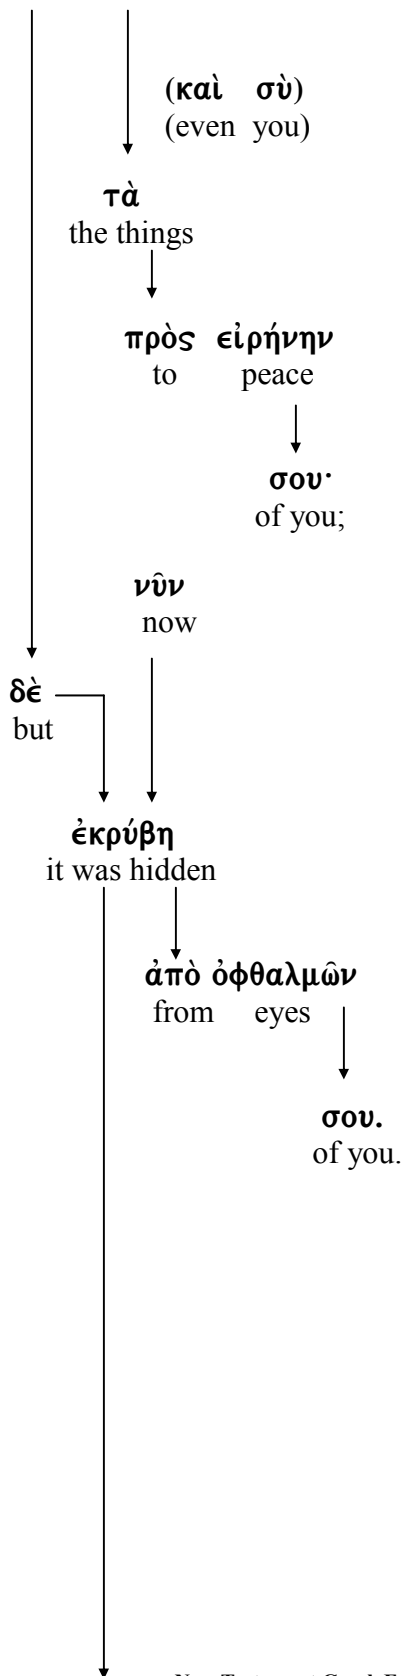 (καὶ σὺ)
(even you)
τὰ
the things
πρὸς εἰρήνην
to peace
σου·
of you;
νῦν
now
δὲ
but
ἐκρύβη
it was hidden
ἀπὸ ὀφθαλμῶν
from eyes
σου.
of you.